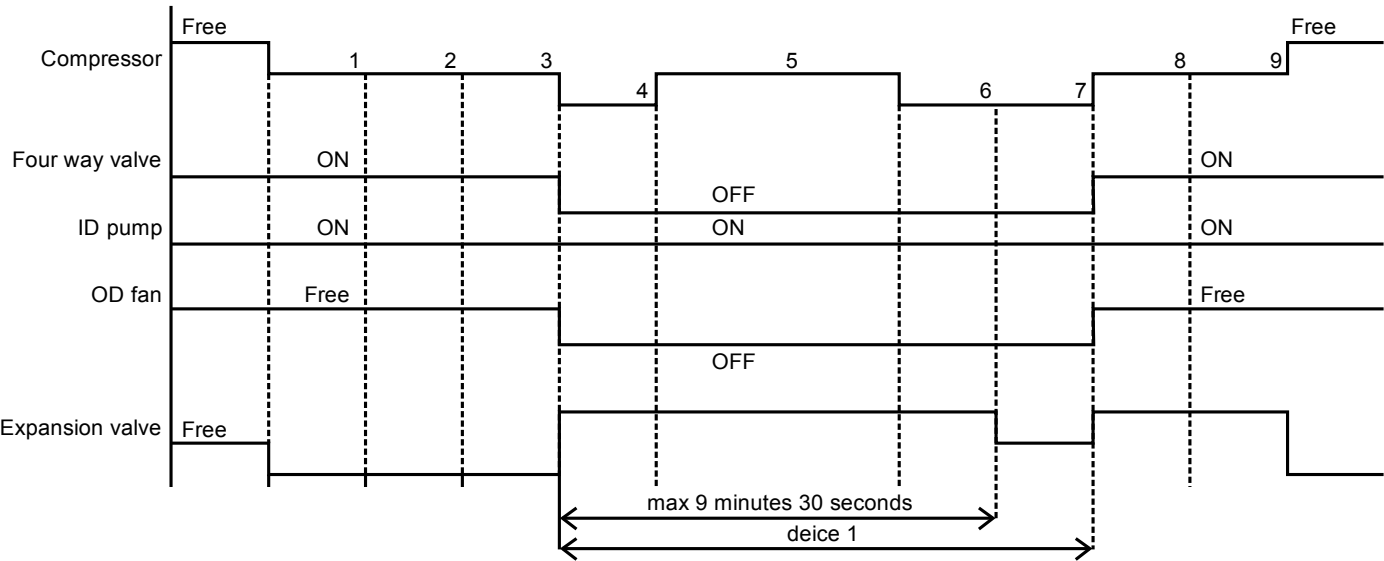 Free Free
Compressor 1 2 3 5 8 9
4 6 7
Four way valve ON ON
OFF
ID pump ON ON ON
OD fan Free Free
OFF
Expansion valve Free
max 9 minutes 30 seconds
deice 1